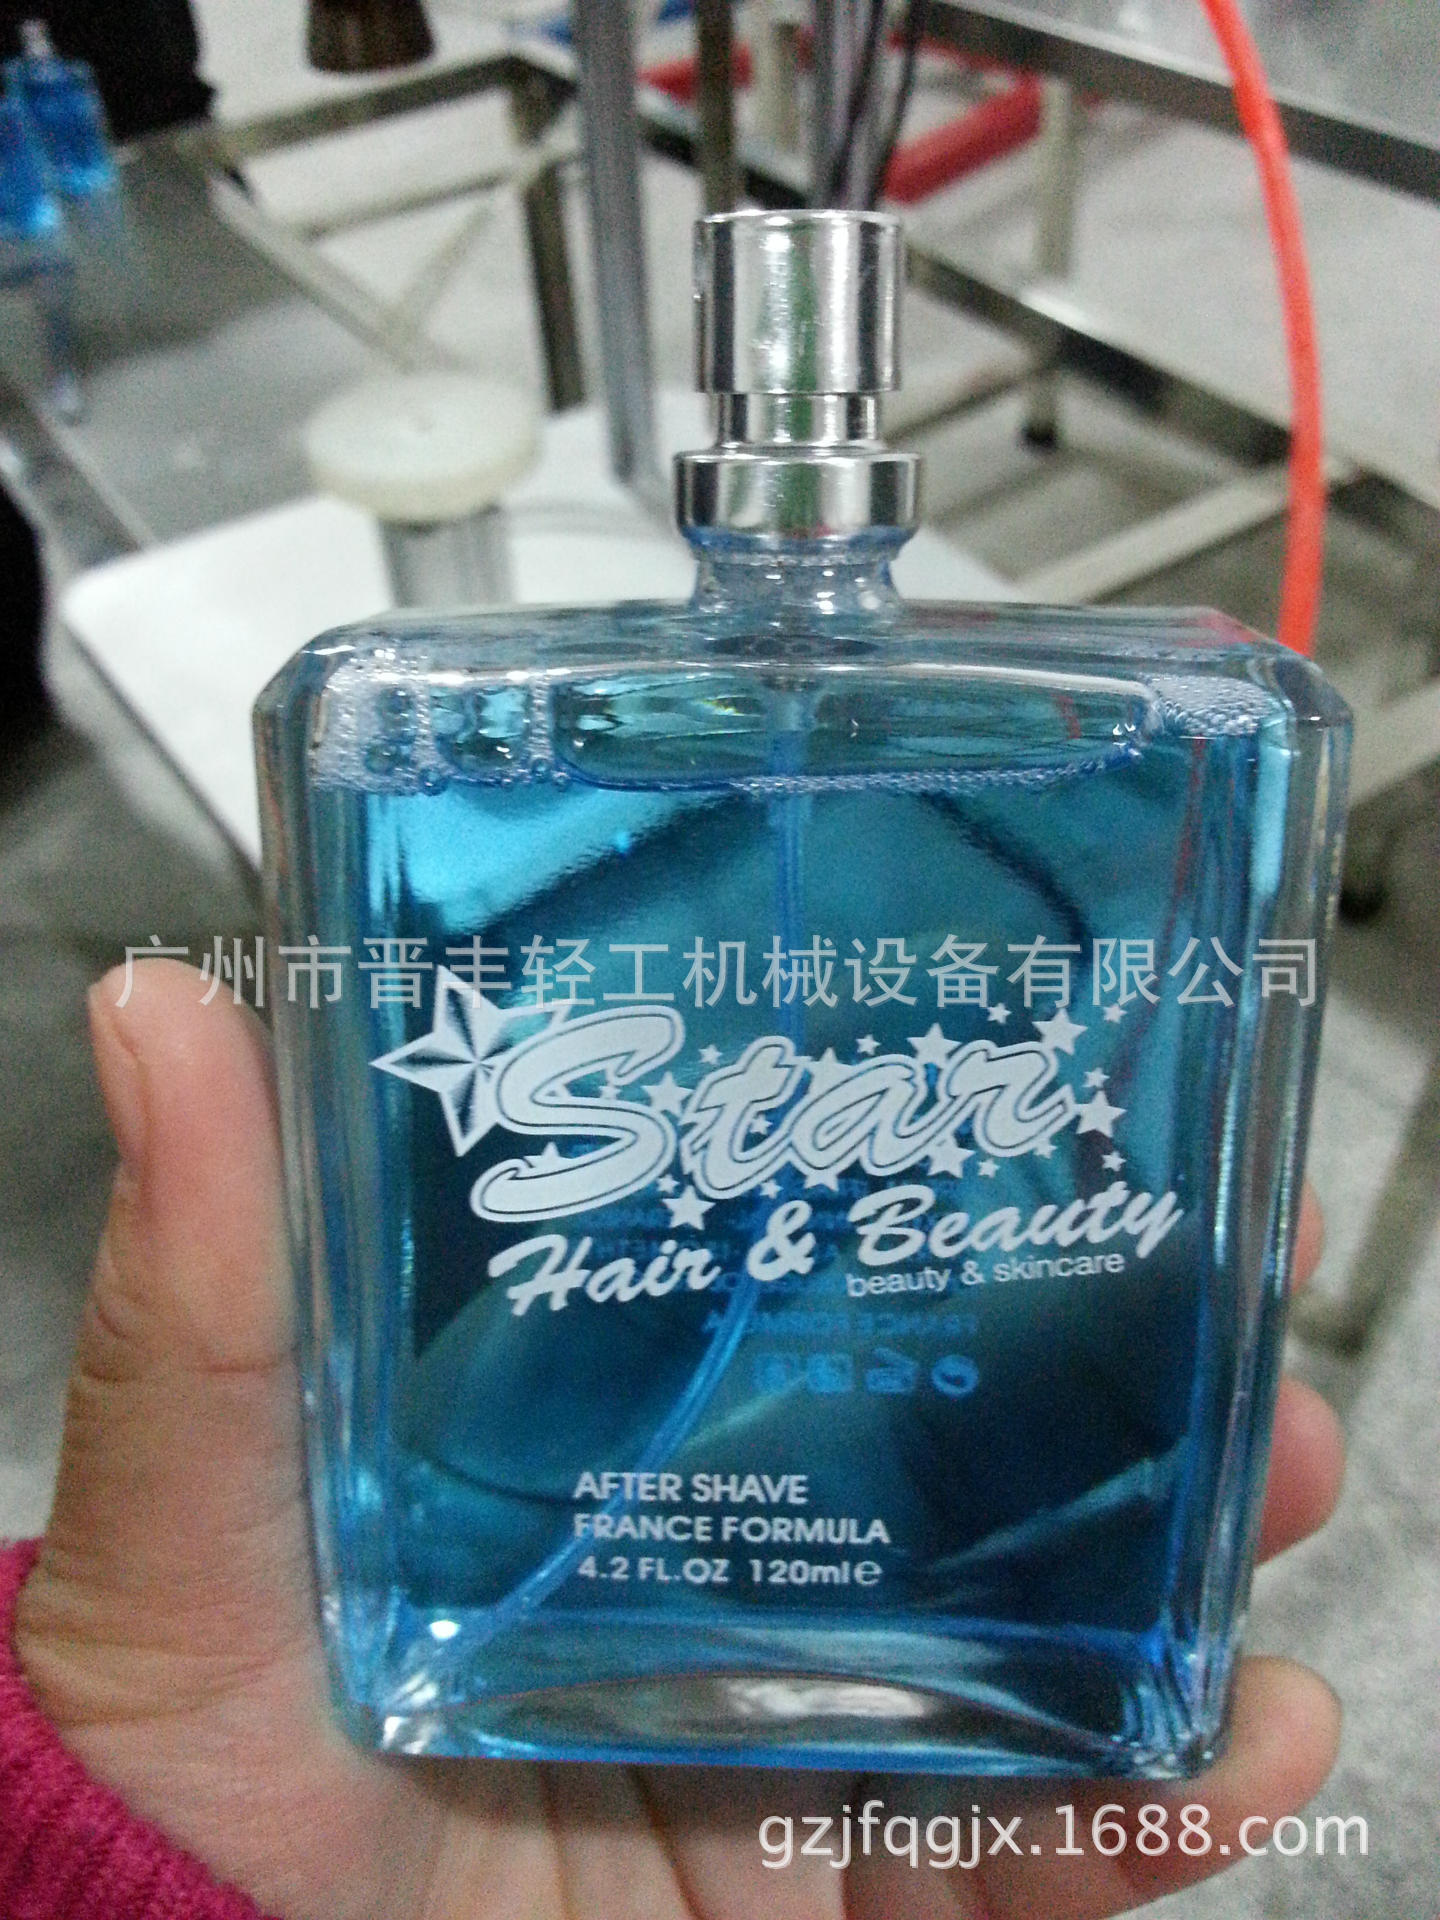 广州市晋丰轻工机械设备有限公司
Star
Hair & Beauty
beauty & skincare
AFTER SHAVE
FRANCE FORMULA
4.2 FL.OZ 120ml℮
gzjfqgjx.1688.com